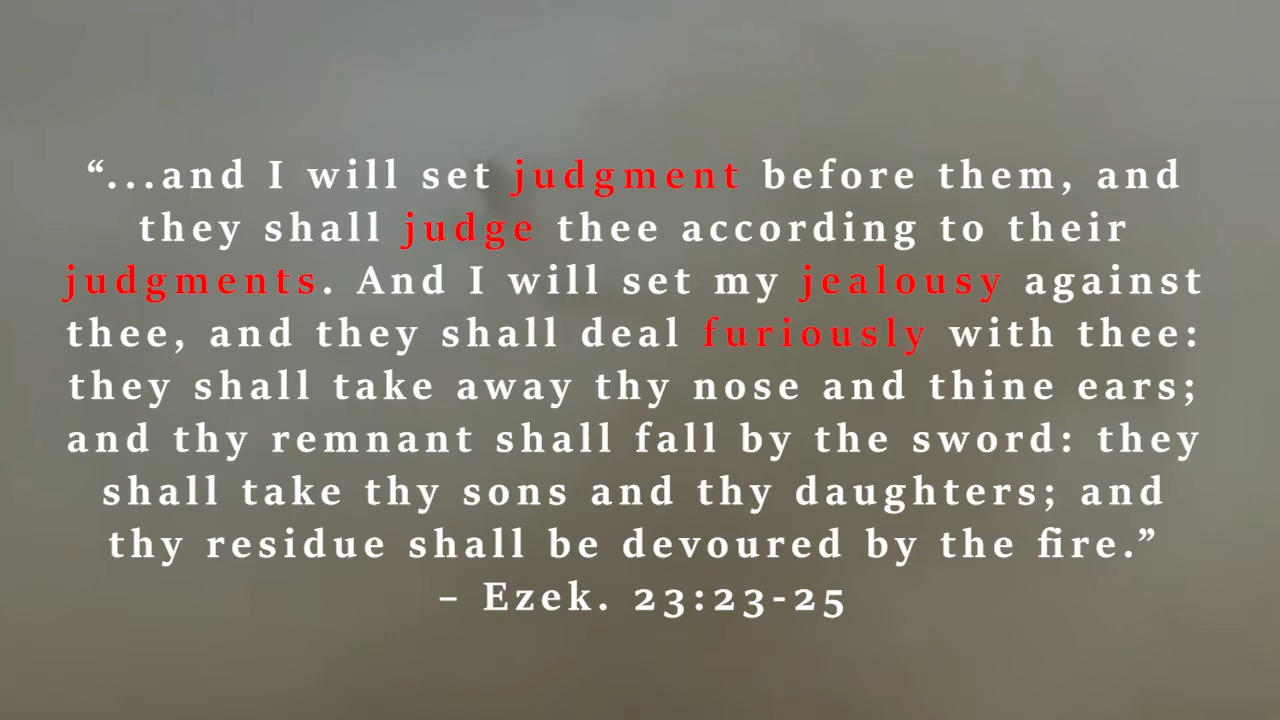 “...and I will set judgment before them, and
they shall judge thee according to their
judgments. And I will set my jealousy against
thee, and they shall deal furiously with thee:
they shall take away thy nose and thine ears;
and thy remnant shall fall by the sword: they
shall take thy sons and thy daughters; and
thy residue shall be devoured by the fire.”
– Ezek. 23:23-25